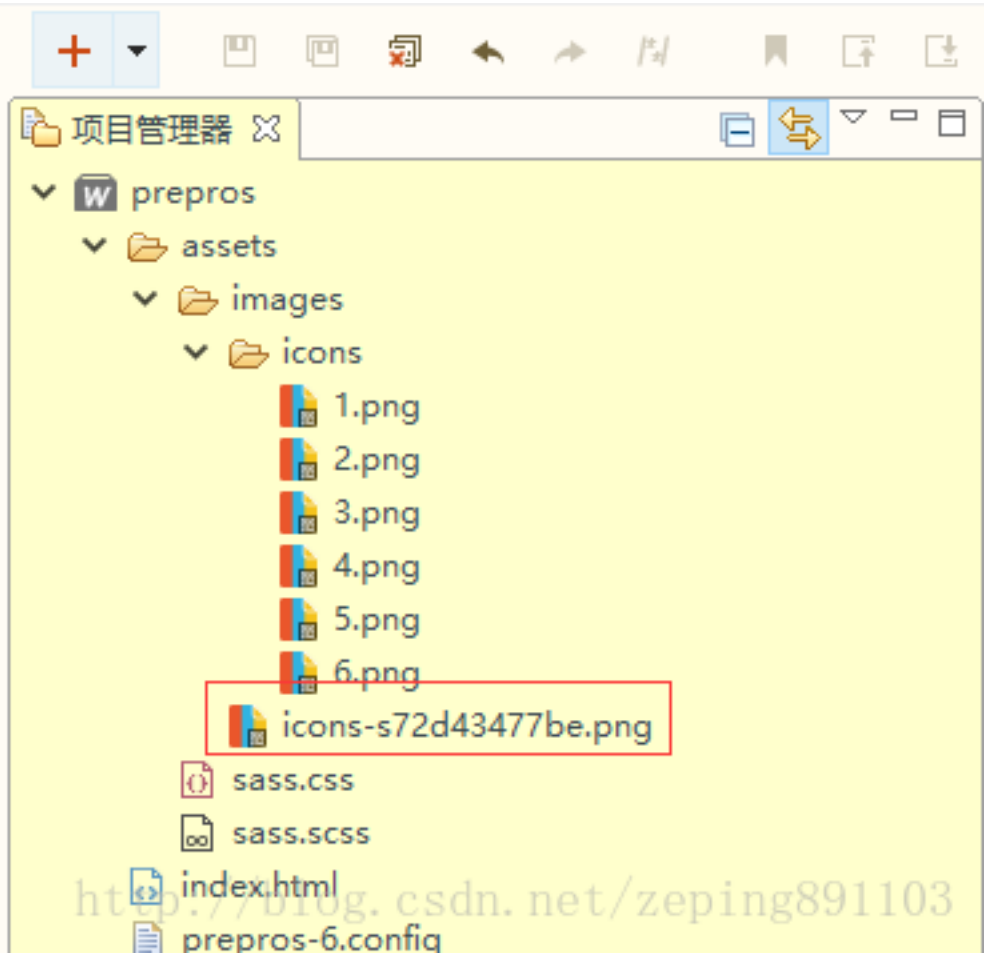 项目管理器
prepros
assets
images
icons
1.png
2.png
3.png
4.png
5.png
6.png
icons-s72d43477be.png
sass.css
sass.scss
index.html
http://blog.csdn.net/zeping891103
prepros-6.config